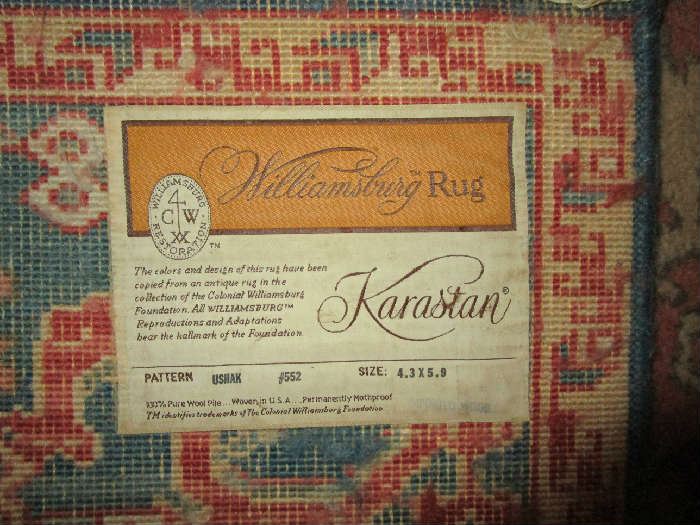 Williamsburg™ Rug
WILLIAMSBURG
CW
RESTORATION
TM
The colors and design of this rug have been
copied from an antique rug in the
collection of the Colonial Williamsburg
Foundation. All WILLIAMSBURG™
Reproductions and Adaptations
bear the hallmark of the Foundation.
Karastan®
PATTERN USHAK #552 SIZE: 4.3 X 5.9
100% Pure Wool Pile...Woven in U.S.A....Permanently Mothproof
TM identifies trademarks of The Colonial Williamsburg Foundation